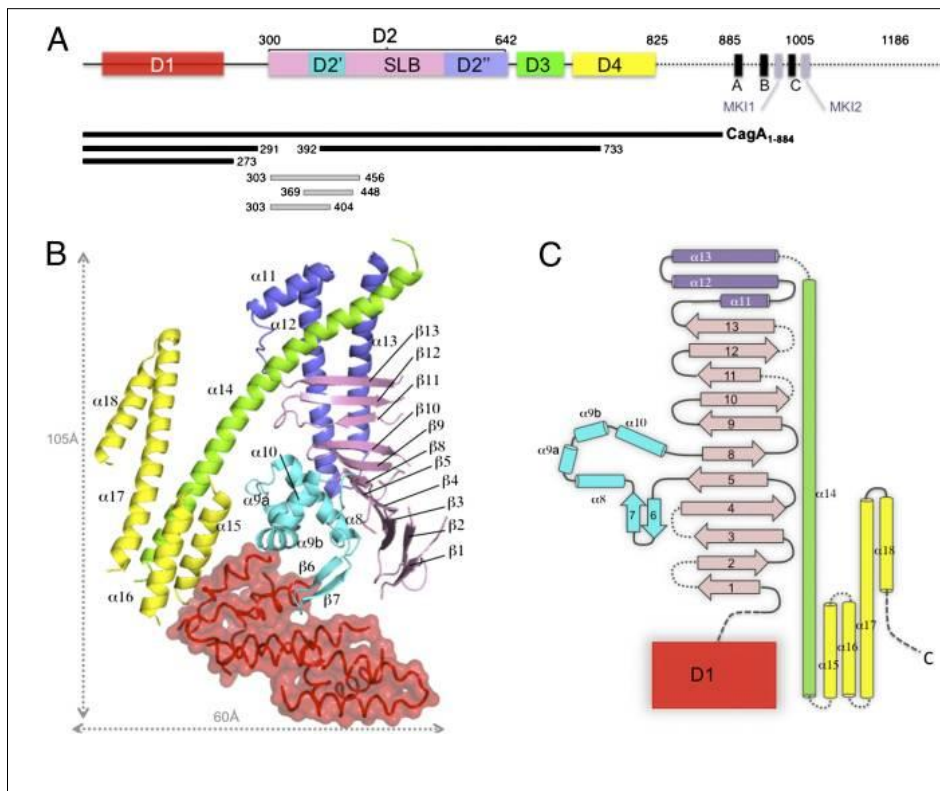 A
D2
300
642
825
885
1005
1186
D1
D2'
SLB
D2"
D3
D4
A
B
C
MKI1
MKI2
CagA1-884
291
392
733
273
303
456
369
448
303
404
B
105Å
60Å
α11
α12
α13
α14
α18
α17
α15
α16
α10
α9a
α9b
α8
β6
β7
β13
β12
β11
β10
β9
β8
β5
β4
β3
β2
β1
C
α13
α12
α11
13
12
11
10
9
8
5
4
3
2
1
α9b
α10
α9a
α8
7
6
α14
α18
α17
α15
α16
C
D1